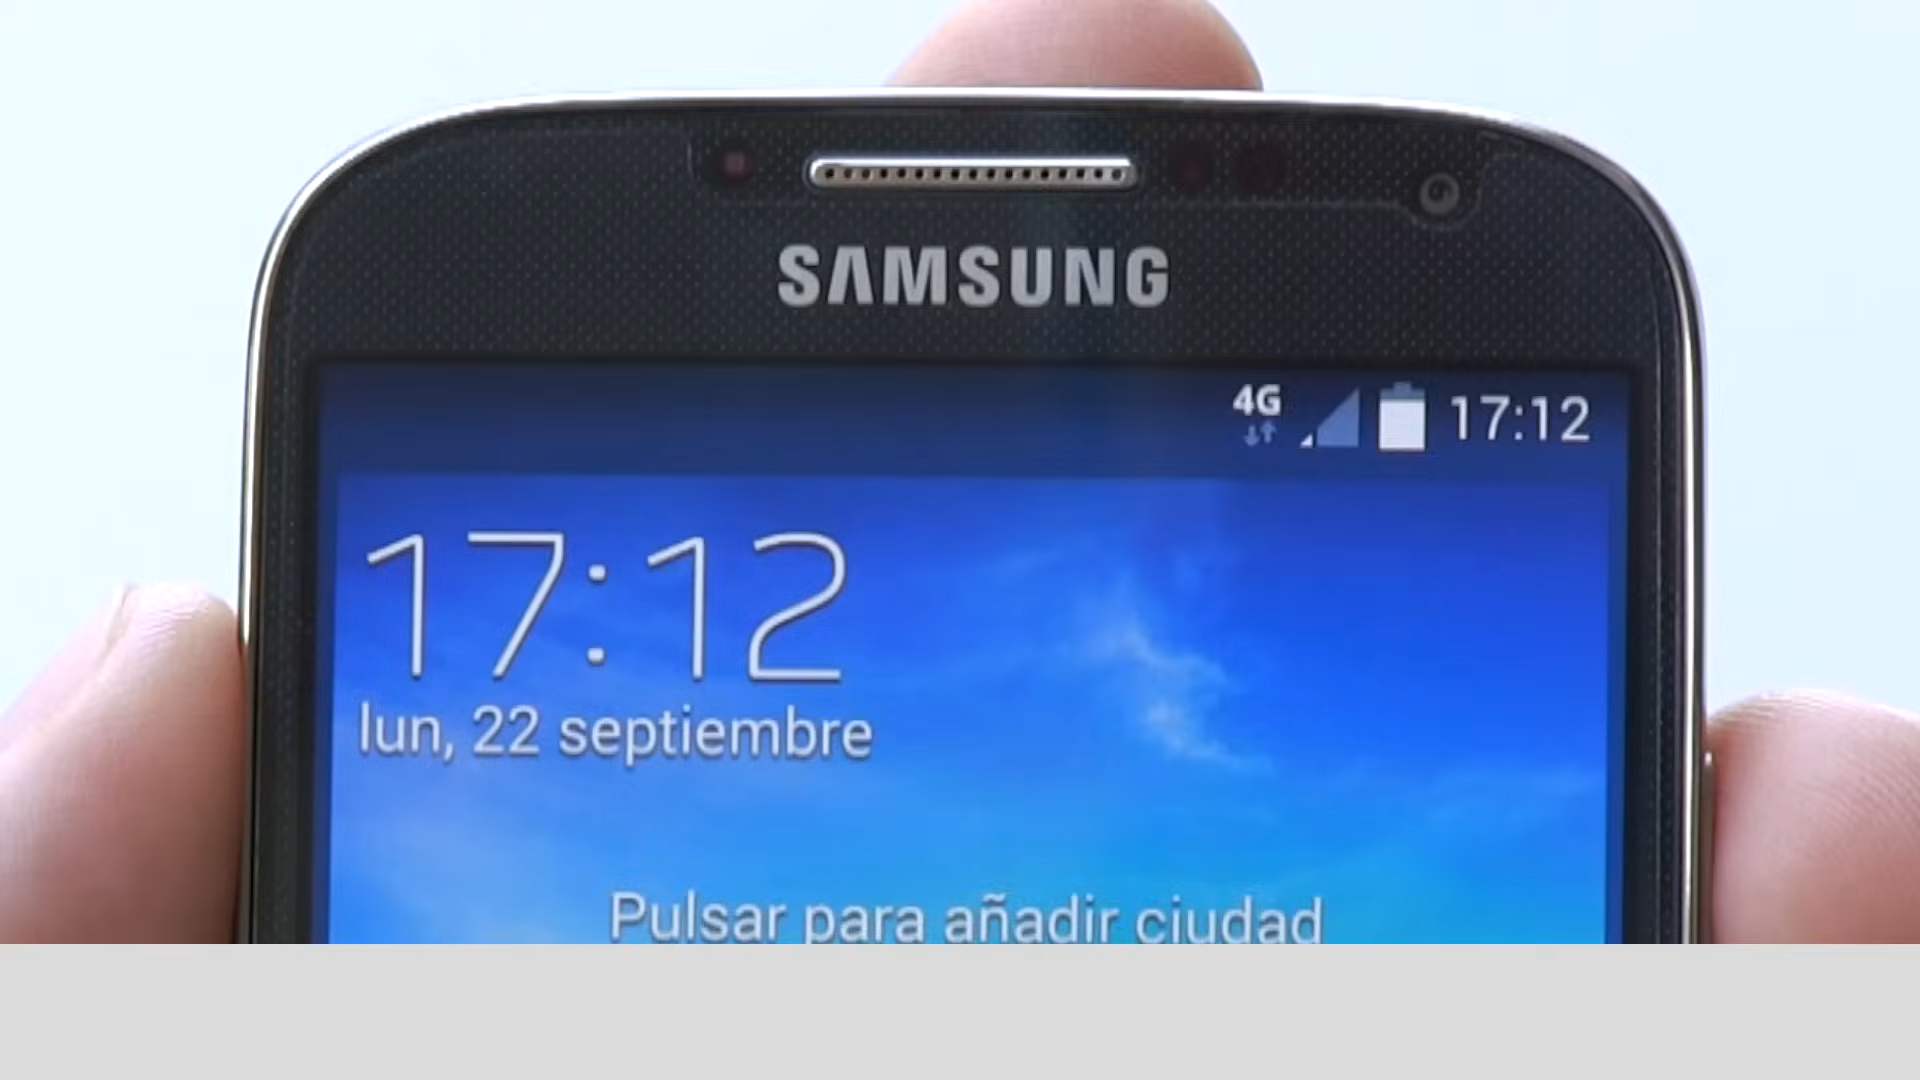 SAMSUNG
4G 17:12
17:12
lun, 22 septiembre
Pulsar para añadir ciudad